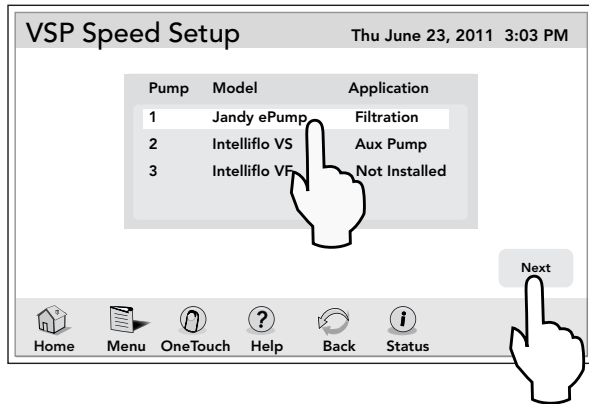 VSP Speed Setup Thu June 23, 2011 3:03 PM
Pump Model Application
1 Jandy ePump Filtration
2 Intelliflo VS Aux Pump
3 Intelliflo VF Not Installed
Next
Home Menu OneTouch Help Back Status